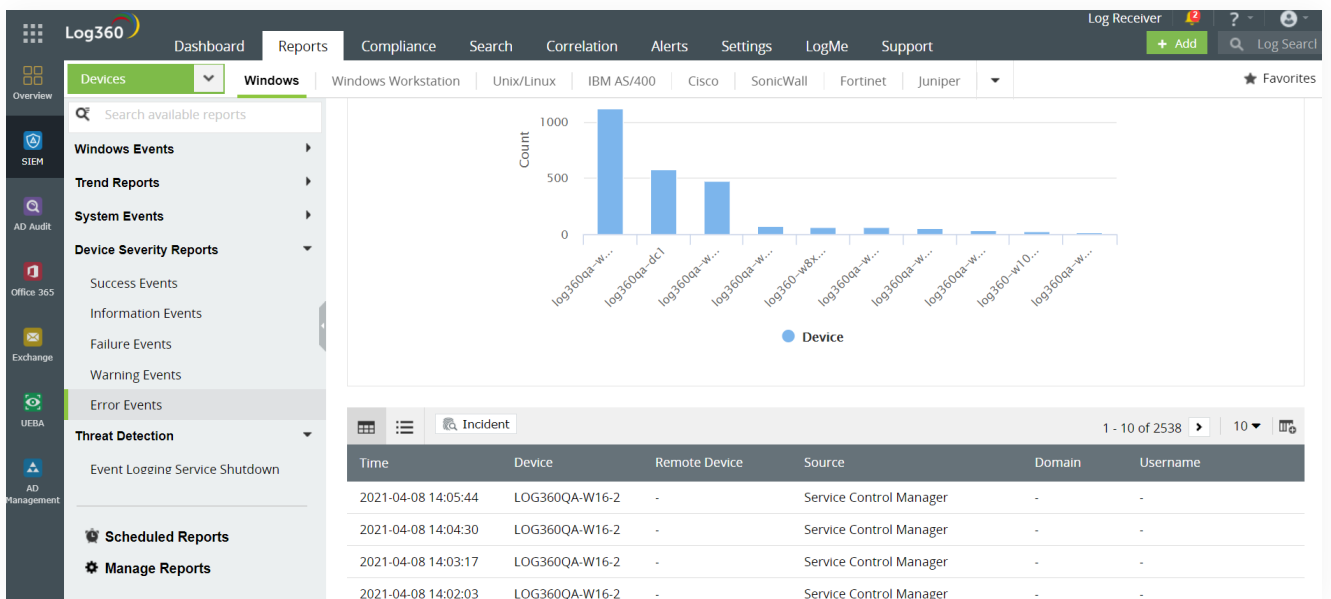 Log Receiver 2 ?
Log360
Dashboard Reports Compliance Search Correlation Alerts Settings LogMe Support + Add Log Searcl
Overview
Devices Windows Windows Workstation Unix/Linux IBM AS/400 Cisco SonicWall Fortinet Juniper Favorites
Search available reports
SIEM
AD Audit
Office 365
Exchange
UEBA
AD
Management
Windows Events
Trend Reports
System Events
Device Severity Reports
Success Events
Information Events
Failure Events
Warning Events
Error Events
Threat Detection
Event Logging Service Shutdown
Scheduled Reports
Manage Reports
Count
1000
500
0
log360qa-w...
log360qa-dc1
log360qa-w...
log360qa-w...
log360-w8x...
log360qa-w...
log360qa-w...
log360qa-w...
log360-w10...
log360qa-w...
Device
Incident 1 - 10 of 2538 10
Time Device Remote Device Source Domain Username
2021-04-08 14:05:44 LOG360QA-W16-2 - Service Control Manager - -
2021-04-08 14:04:30 LOG360QA-W16-2 - Service Control Manager - -
2021-04-08 14:03:17 LOG360QA-W16-2 - Service Control Manager - -
2021-04-08 14:02:03 LOG360QA-W16-2 - Service Control Manager - -